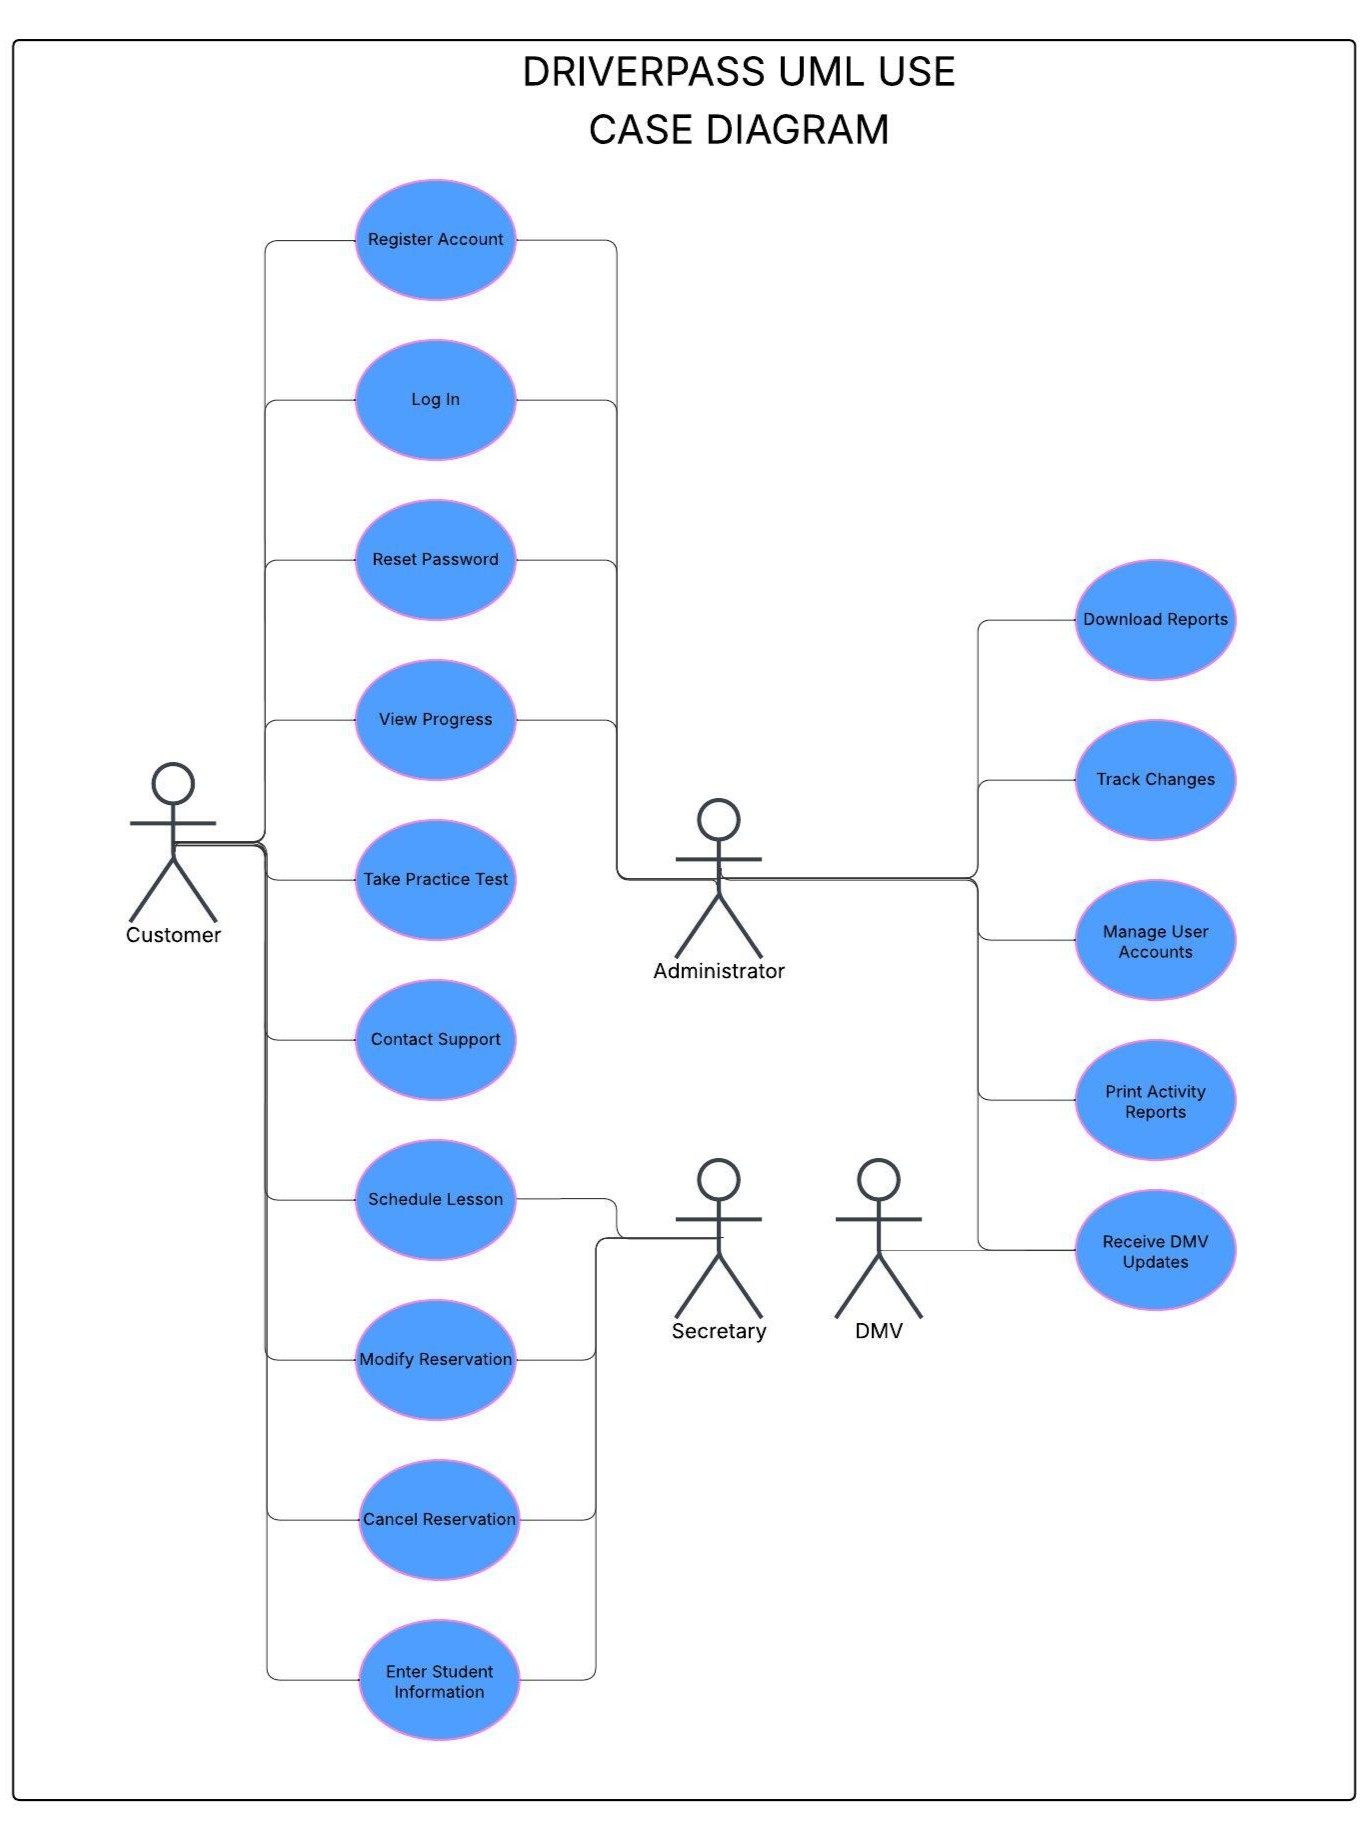 DRIVERPASS UML USE
CASE DIAGRAM
Register Account
Log In
Reset Password
View Progress
Take Practice Test
Contact Support
Schedule Lesson
Modify Reservation
Cancel Reservation
Enter Student
Information
Customer
Administrator
Secretary
DMV
Download Reports
Track Changes
Manage User
Accounts
Print Activity
Reports
Receive DMV
Updates